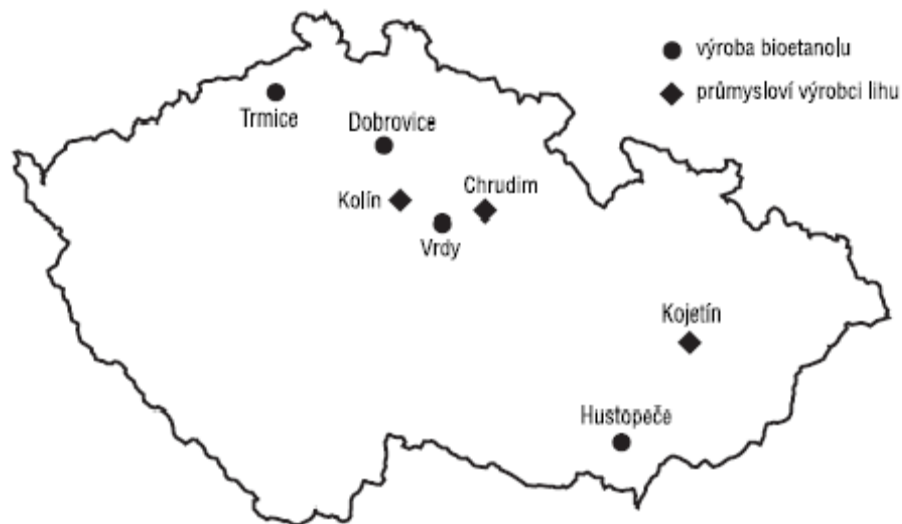 výroba bioetanolu
průmysloví výrobci lihu
Trmice
Dobrovice
Kolín
Chrudim
Vrdy
Kojetín
Hustopeče